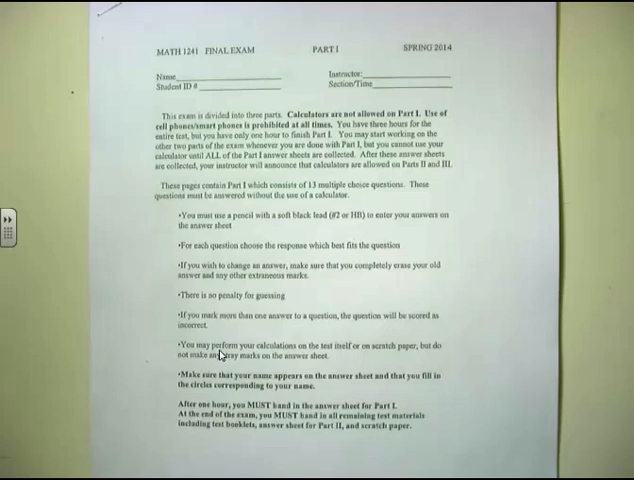 MATH 1241 FINAL EXAM PART I SPRING 2014
Name Instructor:
Student ID # Section/Time
This exam is divided into three parts. Calculators are not allowed on Part I. Use of
cell phones/smart phones is prohibited at all times. You have three hours for the
entire test, but you have only one hour to finish Part I. You may start working on the
other two parts of the exam whenever you are done with Part I, but you cannot use your
calculator until ALL of the Part I answer sheets are collected. After these answer sheets
are collected, your instructor will announce that calculators are allowed on Parts II and III.
These pages contain Part I which consists of 13 multiple choice questions. These
questions must be answered without the use of a calculator.
•You must use a pencil with a soft black lead (#2 or HB) to enter your answers on
the answer sheet
•For each question choose the response which best fits the question
•If you wish to change an answer, make sure that you completely erase your old
answer and any other extraneous marks.
•There is no penalty for guessing
•If you mark more than one answer to a question, the question will be scored as
incorrect.
•You may perform your calculations on the test itself or on scratch paper, but do
not make any stray marks on the answer sheet.
•Make sure that your name appears on the answer sheet and that you fill in
the circles corresponding to your name.
After one hour, you MUST hand in the answer sheet for Part I.
At the end of the exam, you MUST hand in all remaining test materials
including test booklets, answer sheet for Part II, and scratch paper.